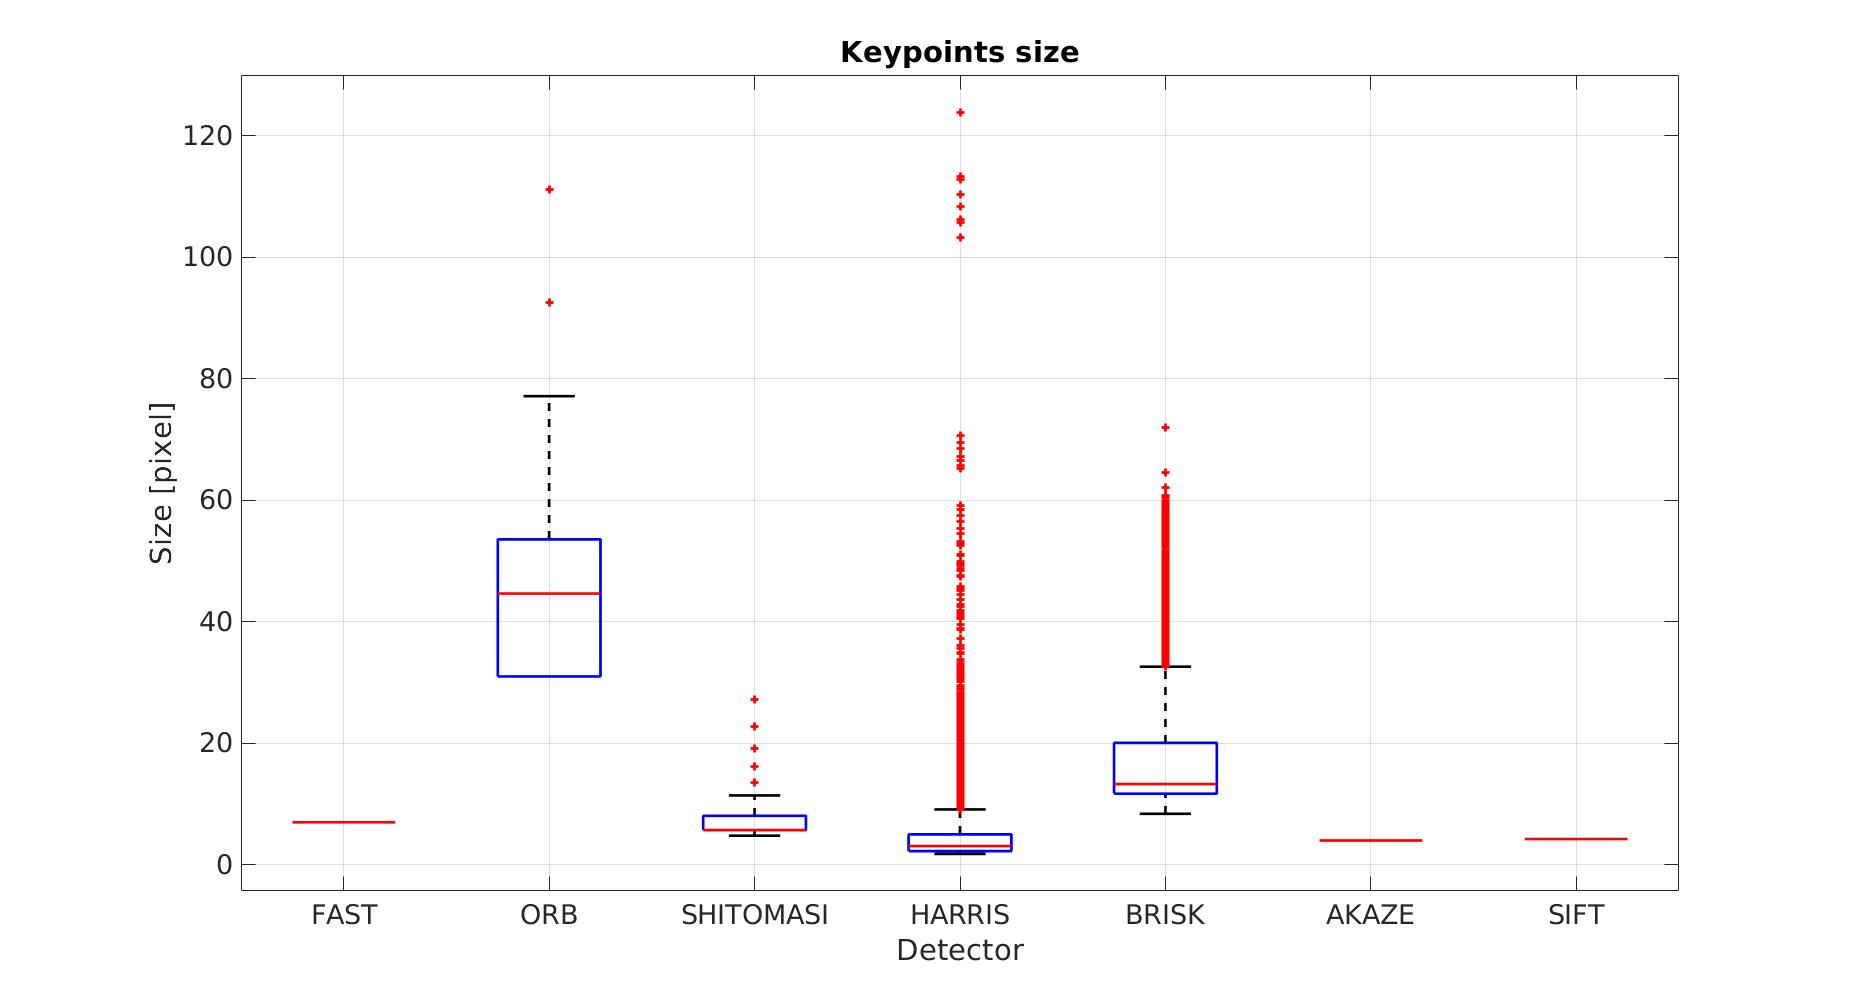 Keypoints size
120
100
80
60
40
20
0
Size [pixel]
FAST ORB SHITOMASI HARRIS BRISK AKAZE SIFT
Detector